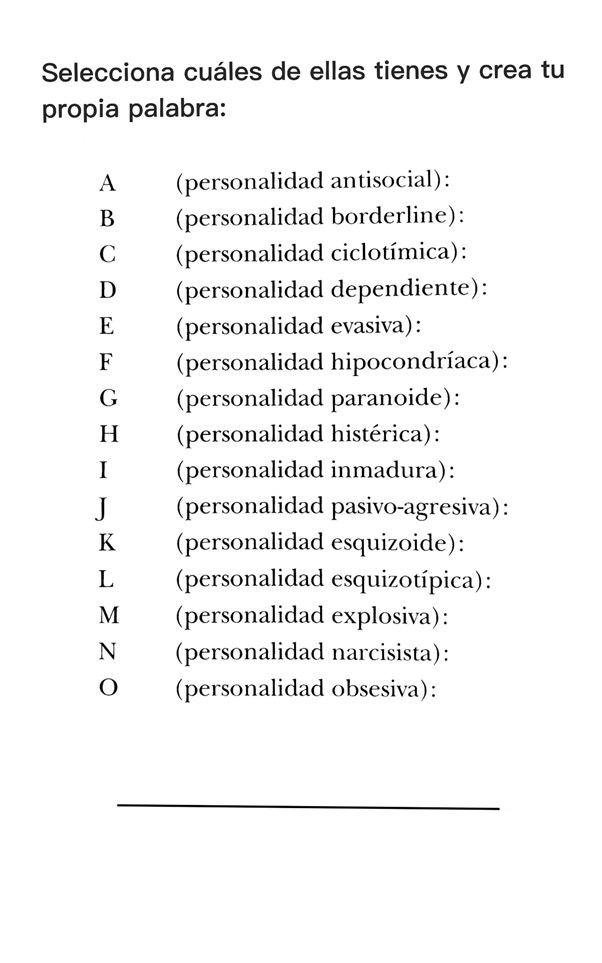 Selecciona cuáles de ellas tienes y crea tu
propia palabra:
A (personalidad antisocial):
B (personalidad borderline):
C (personalidad ciclotímica):
D (personalidad dependiente):
E (personalidad evasiva):
F (personalidad hipocondríaca):
G (personalidad paranoide):
H (personalidad histérica):
I (personalidad inmadura):
J (personalidad pasivo-agresiva):
K (personalidad esquizoide):
L (personalidad esquizotípica):
M (personalidad explosiva):
N (personalidad narcisista):
O (personalidad obsesiva):